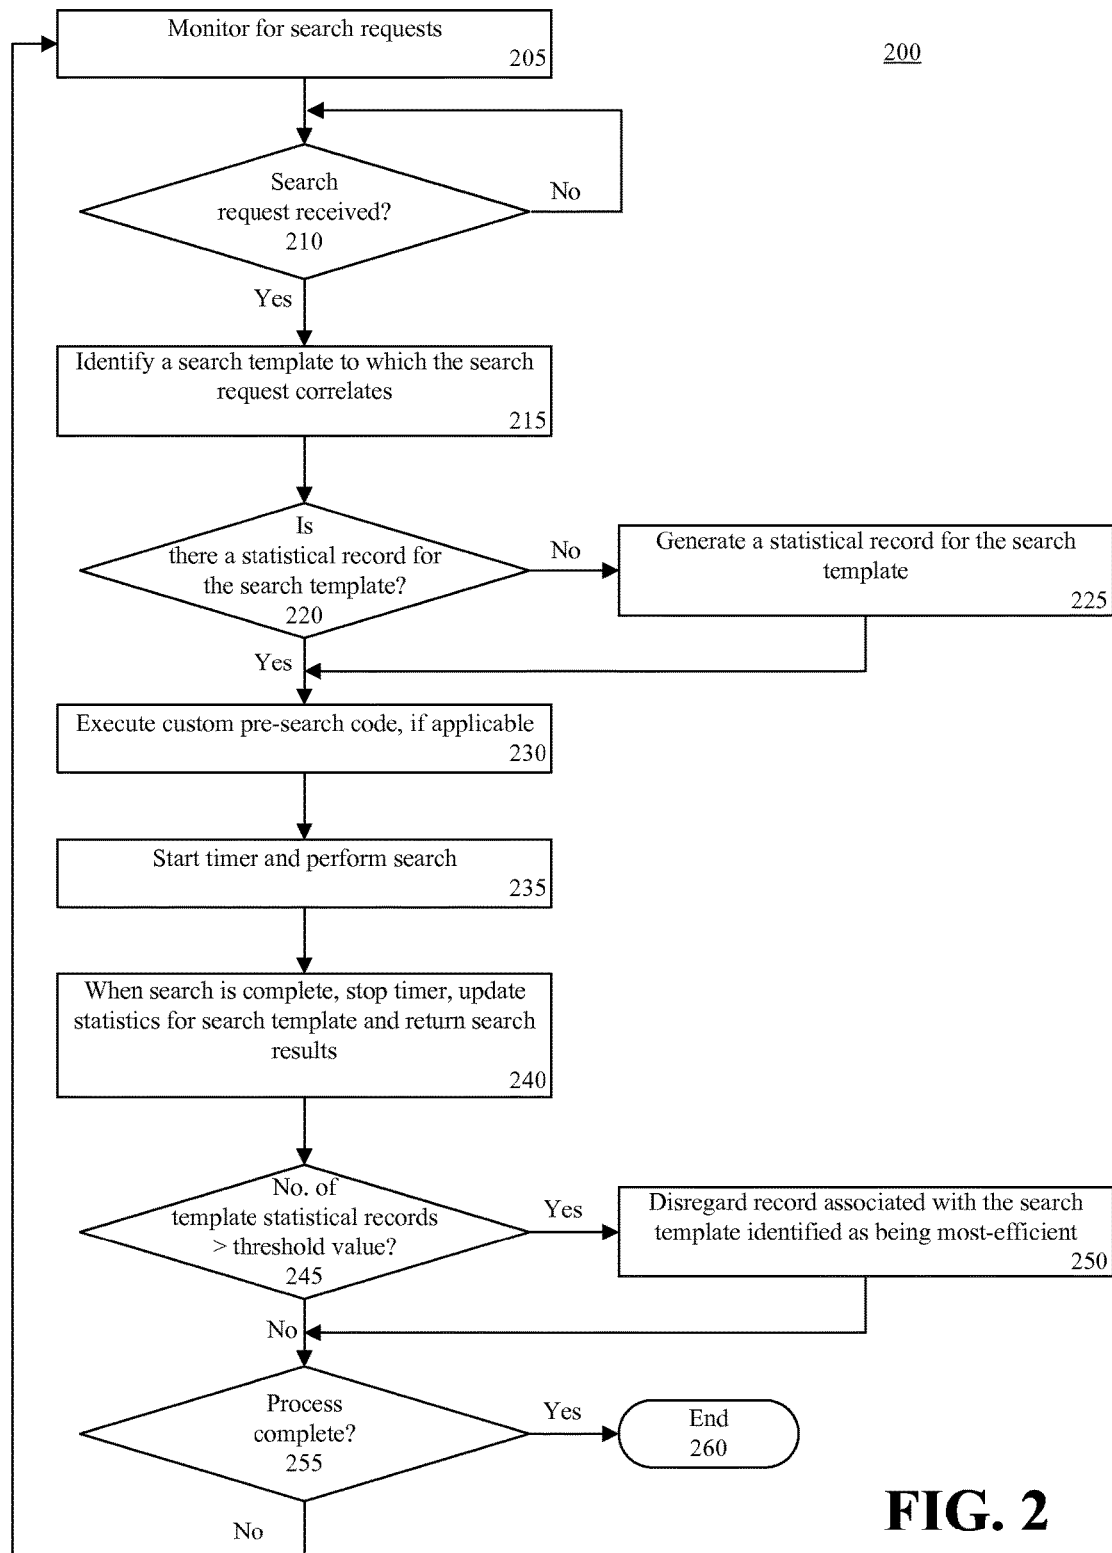 Monitor for search requests
205
200
Search
request received?
210
No
Yes
Identify a search template to which the search
request correlates
215
Is
there a statistical record for
the search template?
220
No
Generate a statistical record for the search
template
225
Yes
Execute custom pre-search code, if applicable
230
Start timer and perform search
235
When search is complete, stop timer, update
statistics for search template and return search
results
240
No. of
template statistical records
> threshold value?
245
Yes
Disregard record associated with the search
template identified as being most-efficient
250
No
Process
complete?
255
Yes
End
260
No
FIG. 2